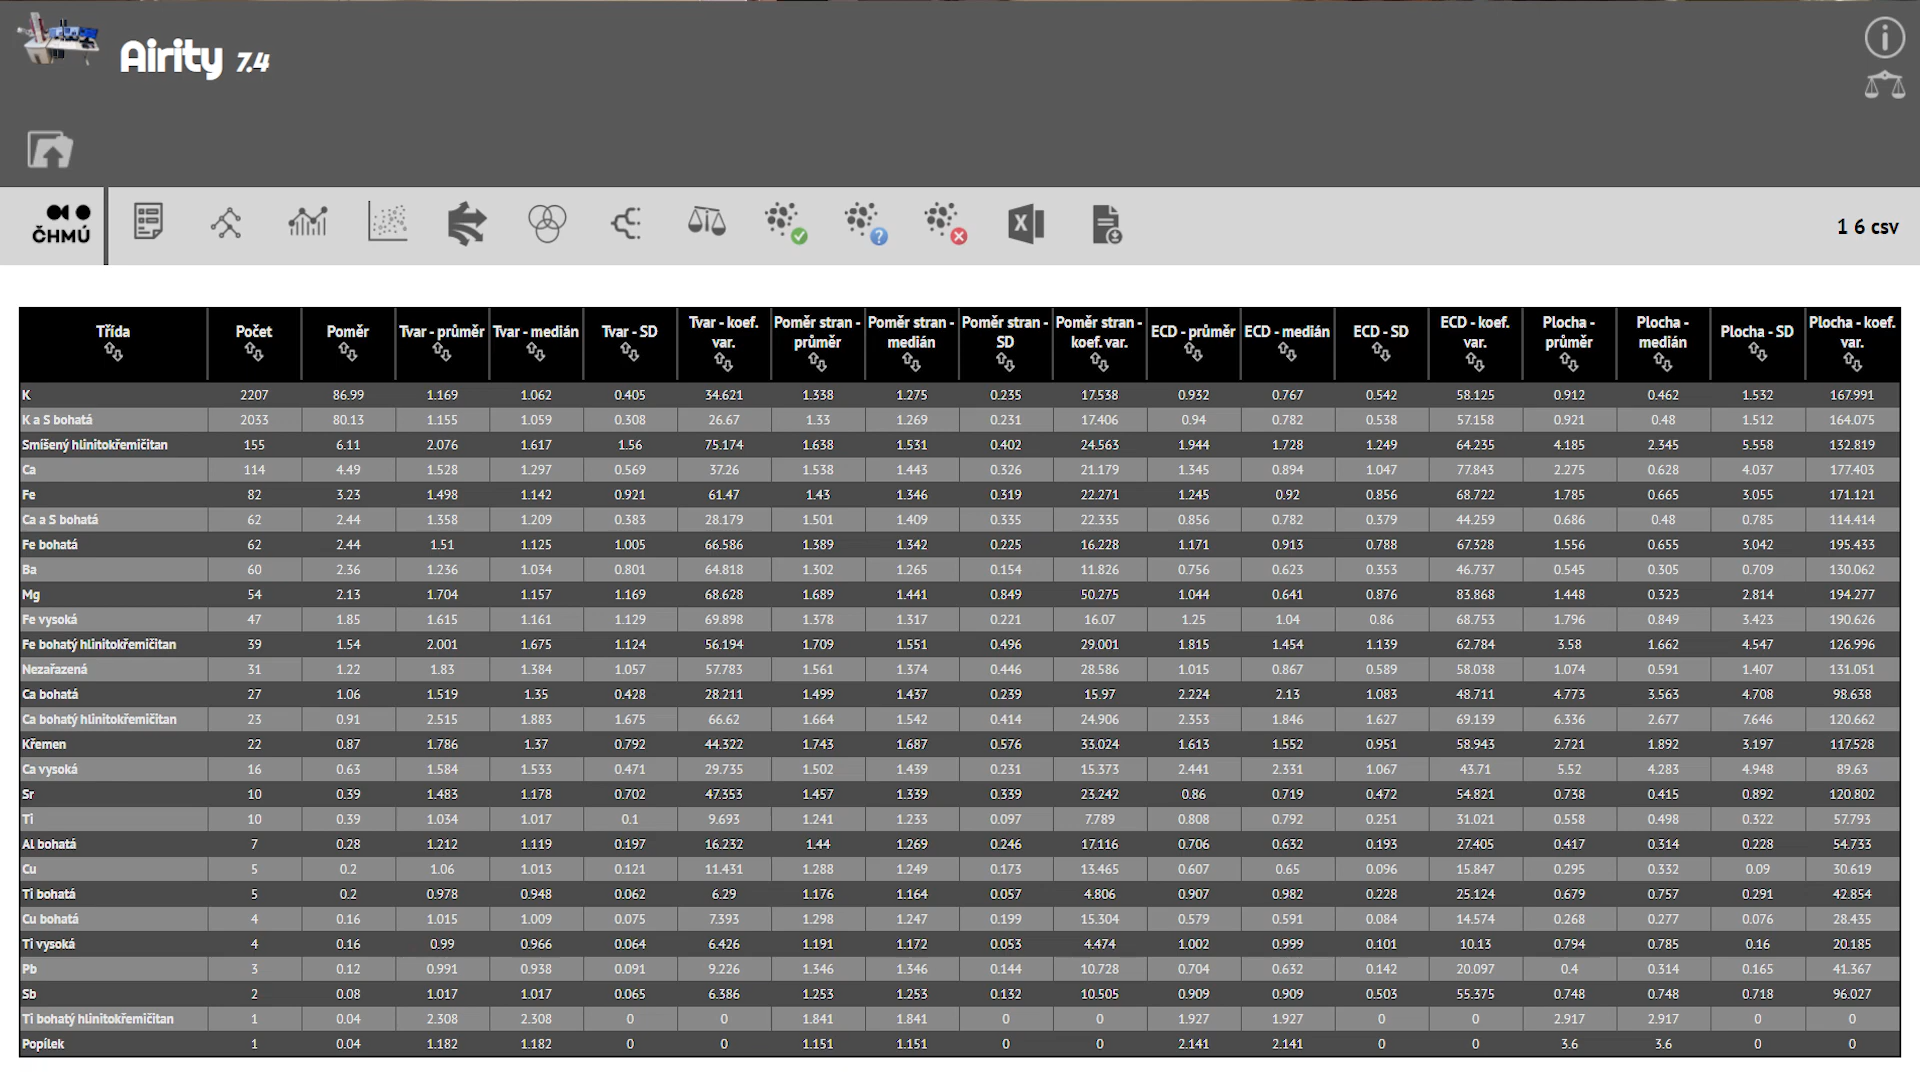 Airity 7.4
ČHMÚ
1 6 csv
Třída Počet Poměr Tvar - průměr Tvar - medián Tvar - SD Tvar - koef. var. Poměr stran - průměr Poměr stran - medián Poměr stran - SD Poměr stran - koef. var. ECD - průměr ECD - medián ECD - SD ECD - koef. var. Plocha - průměr Plocha - medián Plocha - SD Plocha - koef. var.
K 2207 86.99 1.169 1.062 0.405 34.621 1.338 1.275 0.235 17.538 0.932 0.767 0.542 58.125 0.912 0.462 1.532 167.991
K a S bohatá 2033 80.13 1.155 1.059 0.308 26.67 1.33 1.269 0.231 17.406 0.94 0.782 0.538 57.158 0.921 0.48 1.512 164.075
Smíšený hlinitokřemičitan 155 6.11 2.076 1.617 1.56 75.174 1.638 1.531 0.402 24.563 1.944 1.728 1.249 64.235 4.185 2.345 5.558 132.819
Ca 114 4.49 1.528 1.297 0.569 37.26 1.538 1.443 0.326 21.179 1.345 0.894 1.047 77.843 2.275 0.628 4.037 177.403
Fe 82 3.23 1.498 1.142 0.921 61.47 1.43 1.346 0.319 22.271 1.245 0.92 0.856 68.722 1.785 0.665 3.055 171.121
Ca a S bohatá 62 2.44 1.358 1.209 0.383 28.179 1.501 1.409 0.335 22.335 0.856 0.782 0.379 44.259 0.686 0.48 0.785 114.414
Fe bohatá 62 2.44 1.51 1.125 1.005 66.586 1.389 1.342 0.225 16.228 1.171 0.913 0.788 67.328 1.556 0.655 3.042 195.433
Ba 60 2.36 1.236 1.034 0.801 64.818 1.302 1.265 0.154 11.826 0.756 0.623 0.353 46.737 0.545 0.305 0.709 130.062
Mg 54 2.13 1.704 1.157 1.169 68.628 1.689 1.441 0.849 50.275 1.044 0.641 0.876 83.868 1.448 0.323 2.814 194.277
Fe vysoká 47 1.85 1.615 1.161 1.129 69.898 1.378 1.317 0.221 16.07 1.25 1.04 0.86 68.753 1.796 0.849 3.423 190.626
Fe bohatý hlinitokřemičitan 39 1.54 2.001 1.675 1.124 56.194 1.709 1.551 0.496 29.001 1.815 1.454 1.139 62.784 3.58 1.662 4.547 126.996
Nezařazená 31 1.22 1.83 1.384 1.057 57.783 1.561 1.374 0.446 28.586 1.015 0.867 0.589 58.038 1.074 0.591 1.407 131.051
Ca bohatá 27 1.06 1.519 1.35 0.428 28.211 1.499 1.437 0.239 15.97 2.224 2.13 1.083 48.711 4.773 3.563 4.708 98.638
Ca bohatý hlinitokřemičitan 23 0.91 2.515 1.883 1.675 66.62 1.664 1.542 0.414 24.906 2.353 1.846 1.627 69.139 6.336 2.677 7.646 120.662
Křemen 22 0.87 1.786 1.37 0.792 44.322 1.743 1.687 0.576 33.024 1.613 1.552 0.951 58.943 2.721 1.892 3.197 117.528
Ca vysoká 16 0.63 1.584 1.533 0.471 29.735 1.502 1.439 0.231 15.373 2.441 2.331 1.067 43.71 5.52 4.283 4.948 89.63
Sr 10 0.39 1.483 1.178 0.702 47.353 1.457 1.339 0.339 23.242 0.86 0.719 0.472 54.821 0.738 0.415 0.892 120.802
Ti 10 0.39 1.034 1.017 0.1 9.693 1.241 1.233 0.097 7.789 0.808 0.792 0.251 31.021 0.558 0.498 0.322 57.793
Al bohatá 7 0.28 1.212 1.119 0.197 16.232 1.44 1.269 0.246 17.116 0.706 0.632 0.193 27.405 0.417 0.314 0.228 54.733
Cu 5 0.2 1.06 1.013 0.121 11.431 1.288 1.249 0.173 13.465 0.607 0.65 0.096 15.847 0.295 0.332 0.09 30.619
Ti bohatá 5 0.2 0.978 0.948 0.062 6.29 1.176 1.164 0.057 4.806 0.907 0.982 0.228 25.124 0.679 0.757 0.291 42.854
Cu bohatá 4 0.16 1.015 1.009 0.075 7.393 1.298 1.247 0.199 15.304 0.579 0.591 0.084 14.574 0.268 0.277 0.076 28.435
Ti vysoká 4 0.16 0.99 0.966 0.064 6.426 1.191 1.172 0.053 4.474 1.002 0.999 0.101 10.13 0.794 0.785 0.16 20.185
Pb 3 0.12 0.991 0.938 0.091 9.226 1.346 1.346 0.144 10.728 0.704 0.632 0.142 20.097 0.4 0.314 0.165 41.367
Sb 2 0.08 1.017 1.017 0.065 6.386 1.253 1.253 0.132 10.505 0.909 0.909 0.503 55.375 0.748 0.748 0.718 96.027
Ti bohatý hlinitokřemičitan 1 0.04 2.308 2.308 0 0 1.841 1.841 0 0 1.927 1.927 0 0 2.917 2.917 0 0
Popílek 1 0.04 1.182 1.182 0 0 1.151 1.151 0 0 2.141 2.141 0 0 3.6 3.6 0 0